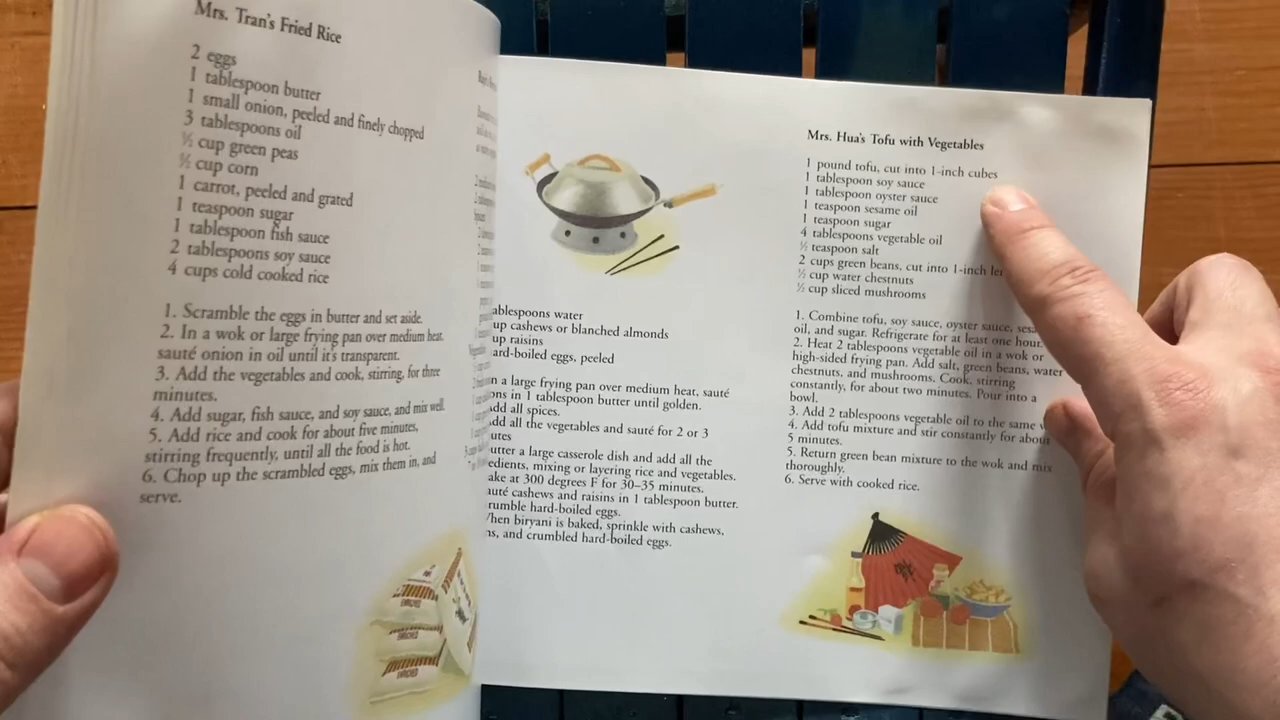 Mrs. Tran's Fried Rice
2 eggs
1 tablespoon butter
1 small onion, peeled and finely chopped
3 tablespoons oil
½ cup green peas
½ cup corn
1 carrot, peeled and grated
1 teaspoon sugar
1 tablespoon fish sauce
2 tablespoons soy sauce
4 cups cold cooked rice
1. Scramble the eggs in butter and set aside.
2. In a wok or large frying pan over medium heat,
sauté onion in oil until it's transparent.
3. Add the vegetables and cook, stirring, for three
minutes.
4. Add sugar, fish sauce, and soy sauce, and mix well.
5. Add rice and cook for about five minutes,
stirring frequently, until all the food is hot.
6. Chop up the scrambled eggs, mix them in, and
serve.
ENRICHED
ENRICHED
ENRICHED
ablespoons water
up cashews or blanched almonds
up raisins
ard-boiled eggs, peeled
n a large frying pan over medium heat, sauté
ons in 1 tablespoon butter until golden.
dd all spices.
dd all the vegetables and sauté for 2 or 3
utes
utter a large casserole dish and add all the
edients, mixing or layering rice and vegetables.
ake at 300 degrees F for 30–35 minutes.
auté cashews and raisins in 1 tablespoon butter.
rumble hard-boiled eggs.
hen biryani is baked, sprinkle with cashews,
ns, and crumbled hard-boiled eggs.
Mrs. Hua's Tofu with Vegetables
1 pound tofu, cut into 1-inch cubes
1 tablespoon soy sauce
1 tablespoon oyster sauce
1 teaspoon sesame oil
1 teaspoon sugar
4 tablespoons vegetable oil
½ teaspoon salt
2 cups green beans, cut into 1-inch le
½ cup water chestnuts
½ cup sliced mushrooms
1. Combine tofu, soy sauce, oyster sauce, sesa
oil, and sugar. Refrigerate for at least one hour
2. Heat 2 tablespoons vegetable oil in a wok or
high-sided frying pan. Add salt, green beans, water
chestnuts, and mushrooms. Cook, stirring
constantly, for about two minutes. Pour into a
bowl.
3. Add 2 tablespoons vegetable oil to the same
4. Add tofu mixture and stir constantly for about
5 minutes.
5. Return green bean mixture to the wok and mix
thoroughly.
6. Serve with cooked rice.